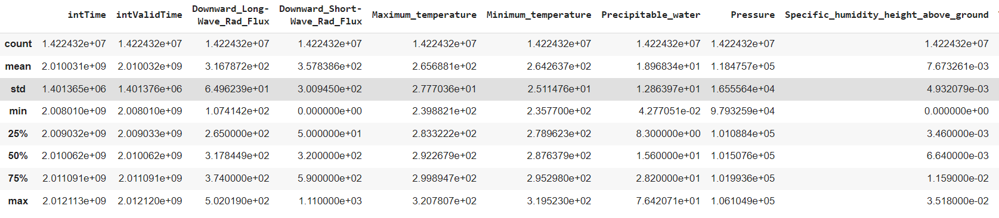 intTime intValidTime Downward_Long-Wave_Rad_Flux Downward_Short-Wave_Rad_Flux Maximum_temperature Minimum_temperature Precipitable_water Pressure Specific_humidity_height_above_ground
count 1.422432e+07 1.422432e+07 1.422432e+07 1.422432e+07 1.422432e+07 1.422432e+07 1.422432e+07 1.422432e+07 1.422432e+07
mean 2.010031e+09 2.010032e+09 3.167872e+02 3.578386e+02 2.656881e+02 2.642637e+02 1.896834e+01 1.184757e+05 7.673261e-03
std 1.401365e+06 1.401376e+06 6.496239e+01 3.009450e+02 2.777036e+01 2.511476e+01 1.286397e+01 1.655564e+04 4.932079e-03
min 2.008010e+09 2.008010e+09 1.074142e+02 0.000000e+00 2.398821e+02 2.357700e+02 4.277051e-02 9.793259e+04 0.000000e+00
25% 2.009032e+09 2.009033e+09 2.650000e+02 5.000000e+01 2.833222e+02 2.789623e+02 8.300000e+00 1.010884e+05 3.460000e-03
50% 2.010062e+09 2.010062e+09 3.178449e+02 3.200000e+02 2.922679e+02 2.876379e+02 1.560000e+01 1.015076e+05 6.640000e-03
75% 2.011091e+09 2.011091e+09 3.740000e+02 5.900000e+02 2.998947e+02 2.952980e+02 2.820000e+01 1.019936e+05 1.159000e-02
max 2.012113e+09 2.012120e+09 5.020190e+02 1.110000e+03 3.207807e+02 3.195230e+02 7.642071e+01 1.061049e+05 3.518000e-02